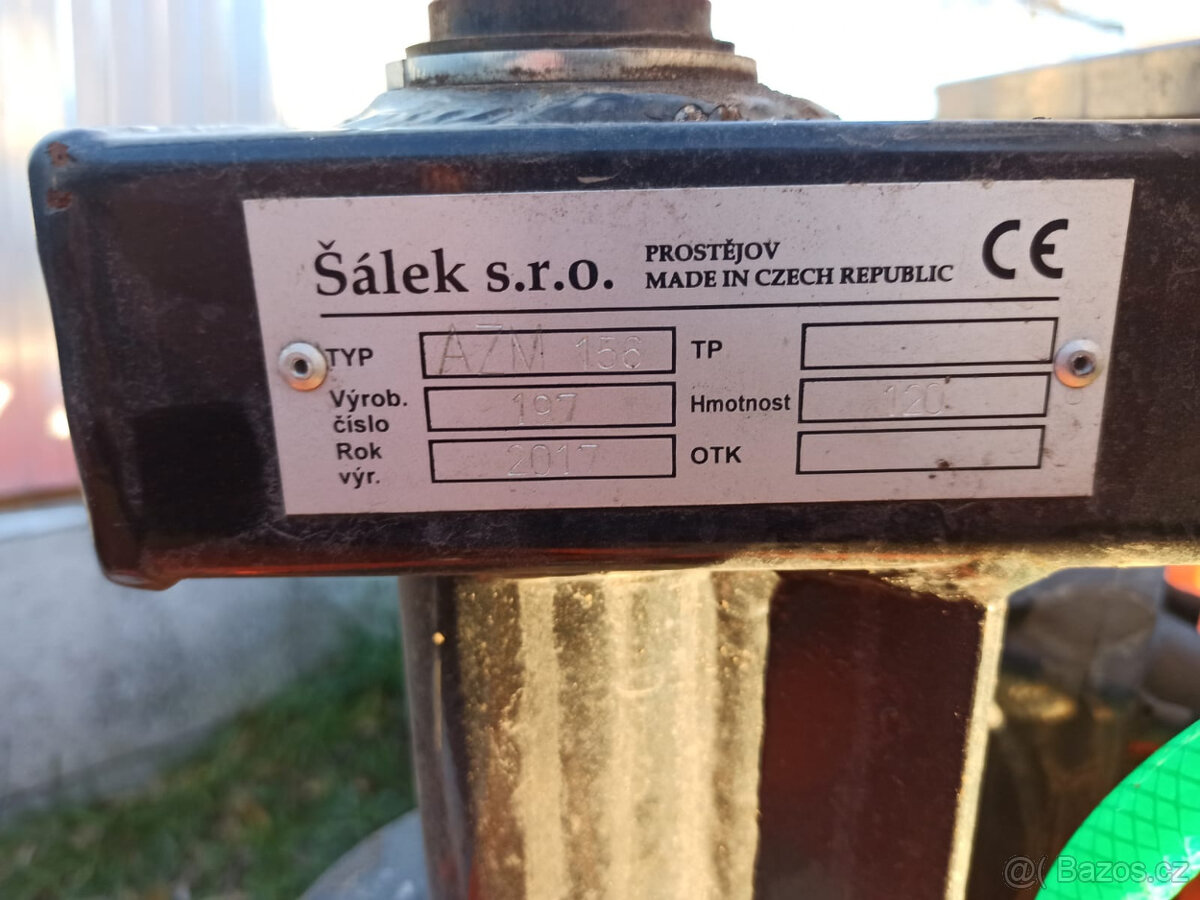 Šálek s.r.o. PROSTĚJOV
MADE IN CZECH REPUBLIC
CE
TYP AZM 156 TP
Výrob. číslo 197 Hmotnost 120
Rok výr. 2017 OTK
@( Bazos.cz